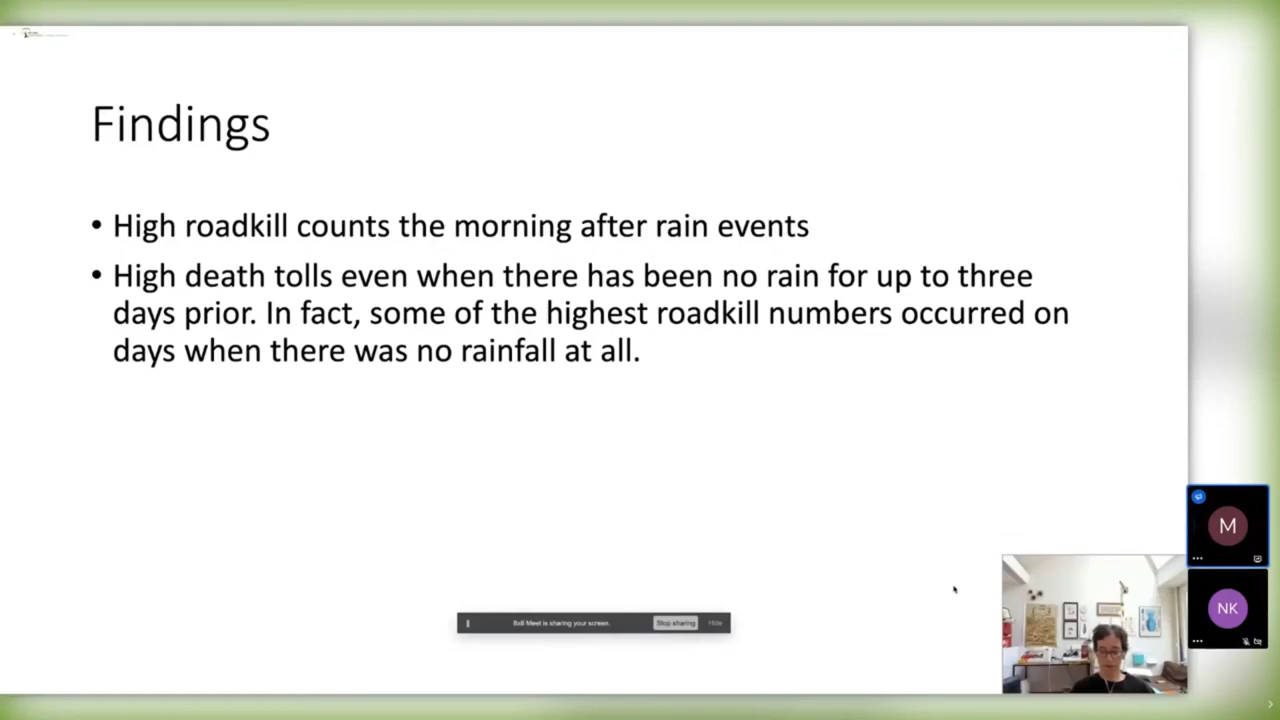 Findings
• High roadkill counts the morning after rain events
• High death tolls even when there has been no rain for up to three
days prior. In fact, some of the highest roadkill numbers occurred on
days when there was no rainfall at all.
8x8 Meet is sharing your screen. Stop sharing Hide
M
NK